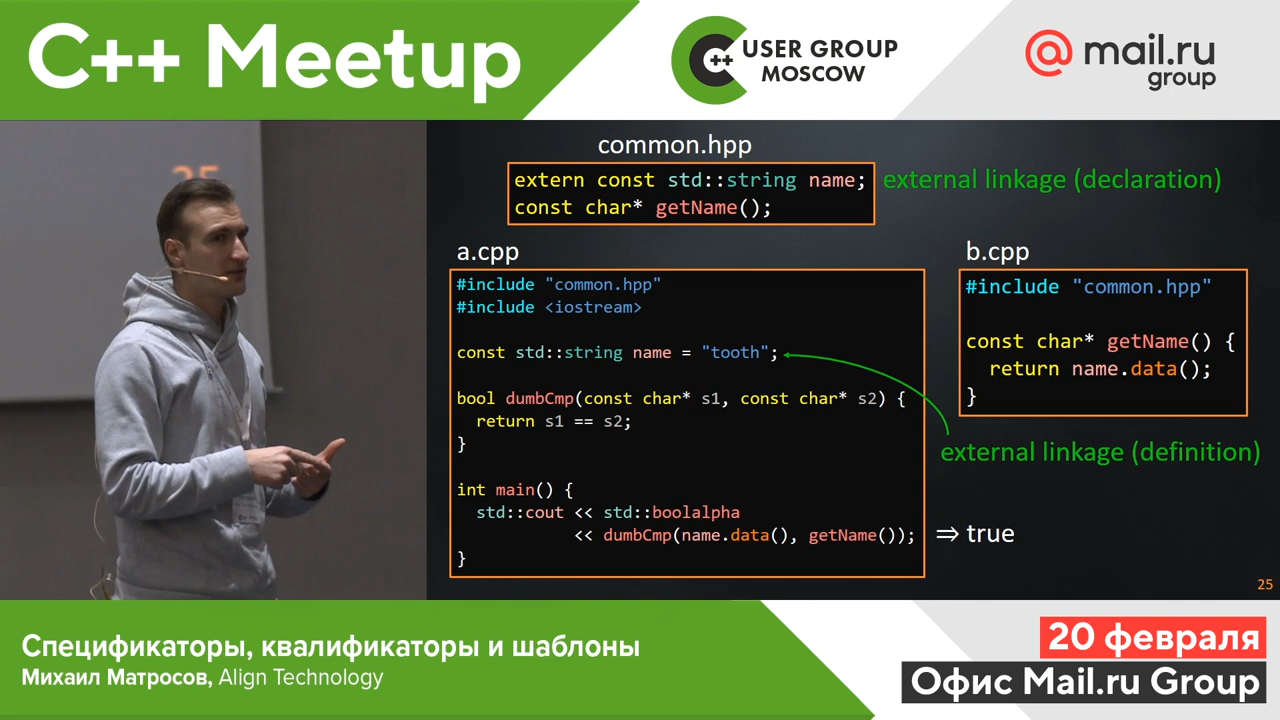 C++ Meetup
C++
USER GROUP
MOSCOW
@mail.ru
group
25
common.hpp
extern const std::string name;
const char* getName();
external linkage (declaration)
a.cpp
#include "common.hpp"
#include <iostream>
const std::string name = "tooth";
bool dumbCmp(const char* s1, const char* s2) {
return s1 == s2;
}
int main() {
std::cout << std::boolalpha
<< dumbCmp(name.data(), getName());
}
b.cpp
#include "common.hpp"
const char* getName() {
return name.data();
}
external linkage (definition)
⇒ true
25
Спецификаторы, квалификаторы и шаблоны
Михаил Матросов, Align Technology
20 февраля
Офис Mail.ru Group